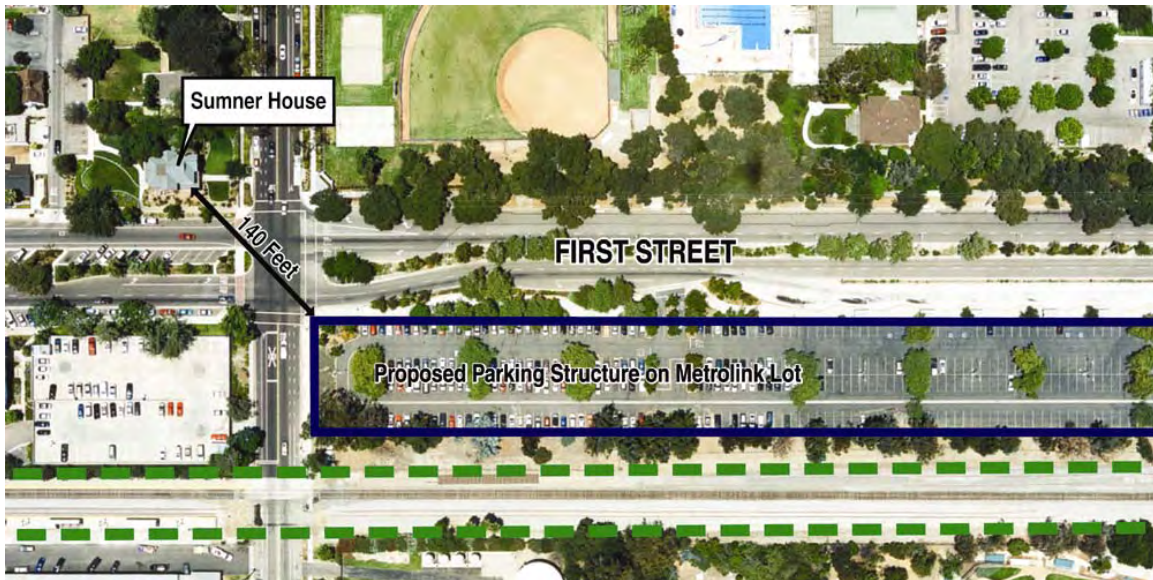 Sumner House
140 Feet
FIRST STREET
Proposed Parking Structure on Metrolink Lot